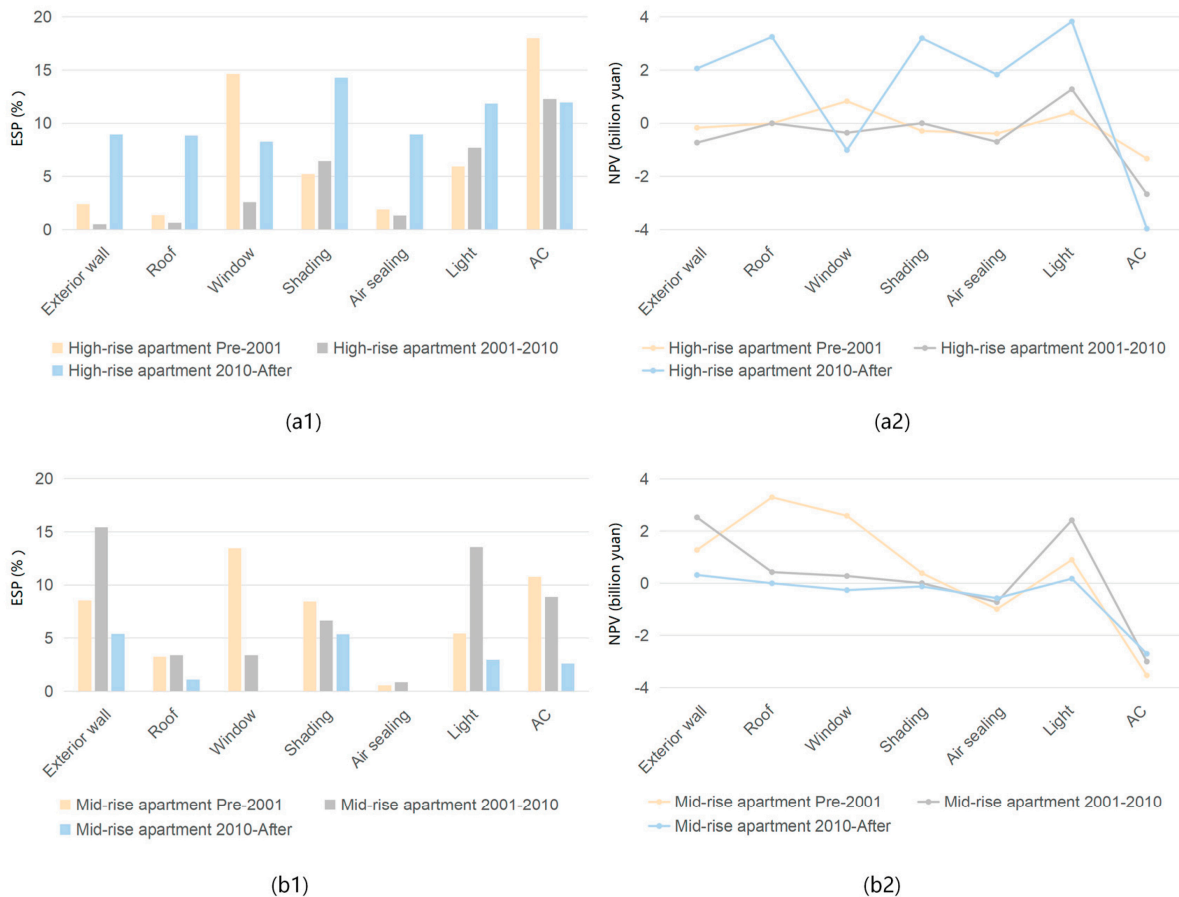 20
15
10
5
0
ESP (%)
Exterior wall
Roof
Window
Shading
Air sealing
Light
AC
High-rise apartment Pre-2001
High-rise apartment 2001-2010
High-rise apartment 2010-After
(a1)
4
2
0
-2
-4
NPV (billion yuan)
Exterior wall
Roof
Window
Shading
Air sealing
Light
AC
High-rise apartment Pre-2001
High-rise apartment 2001-2010
High-rise apartment 2010-After
(a2)
20
15
10
5
0
ESP (%)
Exterior wall
Roof
Window
Shading
Air sealing
Light
AC
Mid-rise apartment Pre-2001
Mid-rise apartment 2001-2010
Mid-rise apartment 2010-After
(b1)
4
2
0
-2
-4
NPV (billion yuan)
Exterior wall
Roof
Window
Shading
Air sealing
Light
AC
Mid-rise apartment Pre-2001
Mid-rise apartment 2001-2010
Mid-rise apartment 2010-After
(b2)